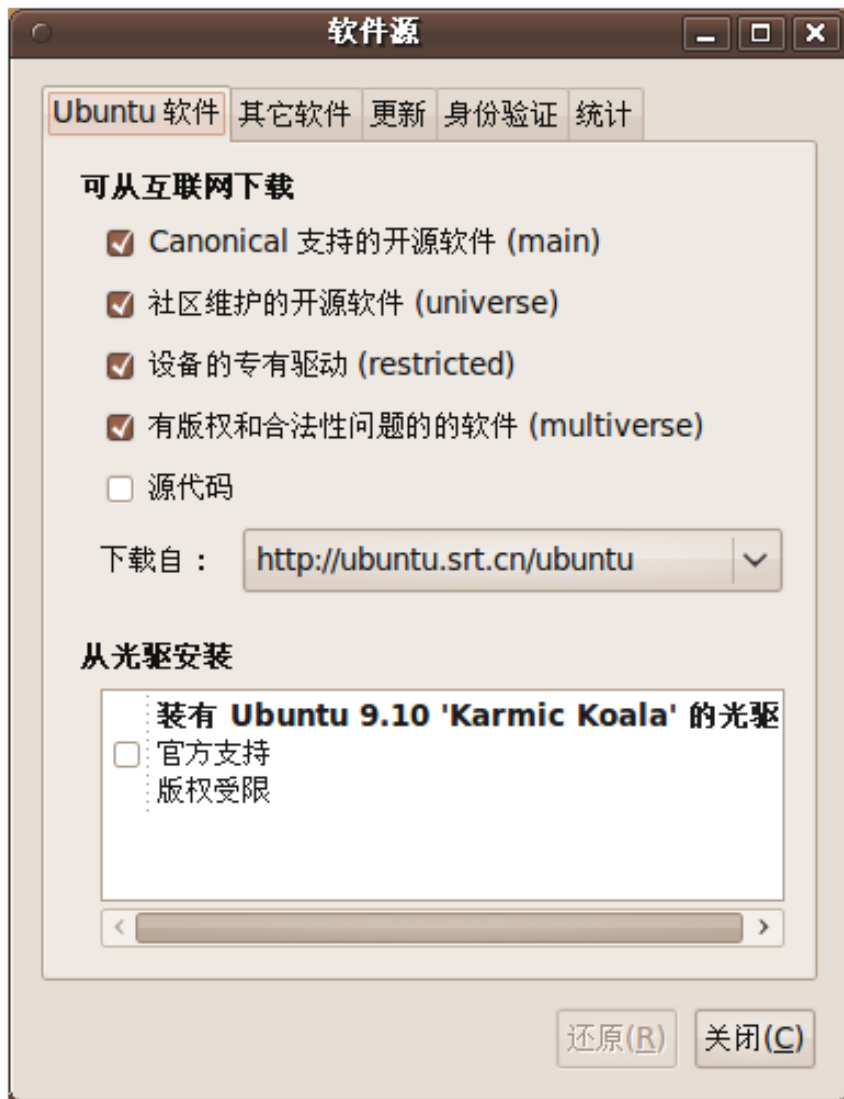 软件源
Ubuntu 软件 其它软件 更新 身份验证 统计
可从互联网下载
Canonical 支持的开源软件 (main)
社区维护的开源软件 (universe)
设备的专有驱动 (restricted)
有版权和合法性问题的的软件 (multiverse)
源代码
下载自： http://ubuntu.srt.cn/ubuntu
从光驱安装
装有 Ubuntu 9.10 'Karmic Koala' 的光驱
官方支持
版权受限
还原(R) 关闭(C)